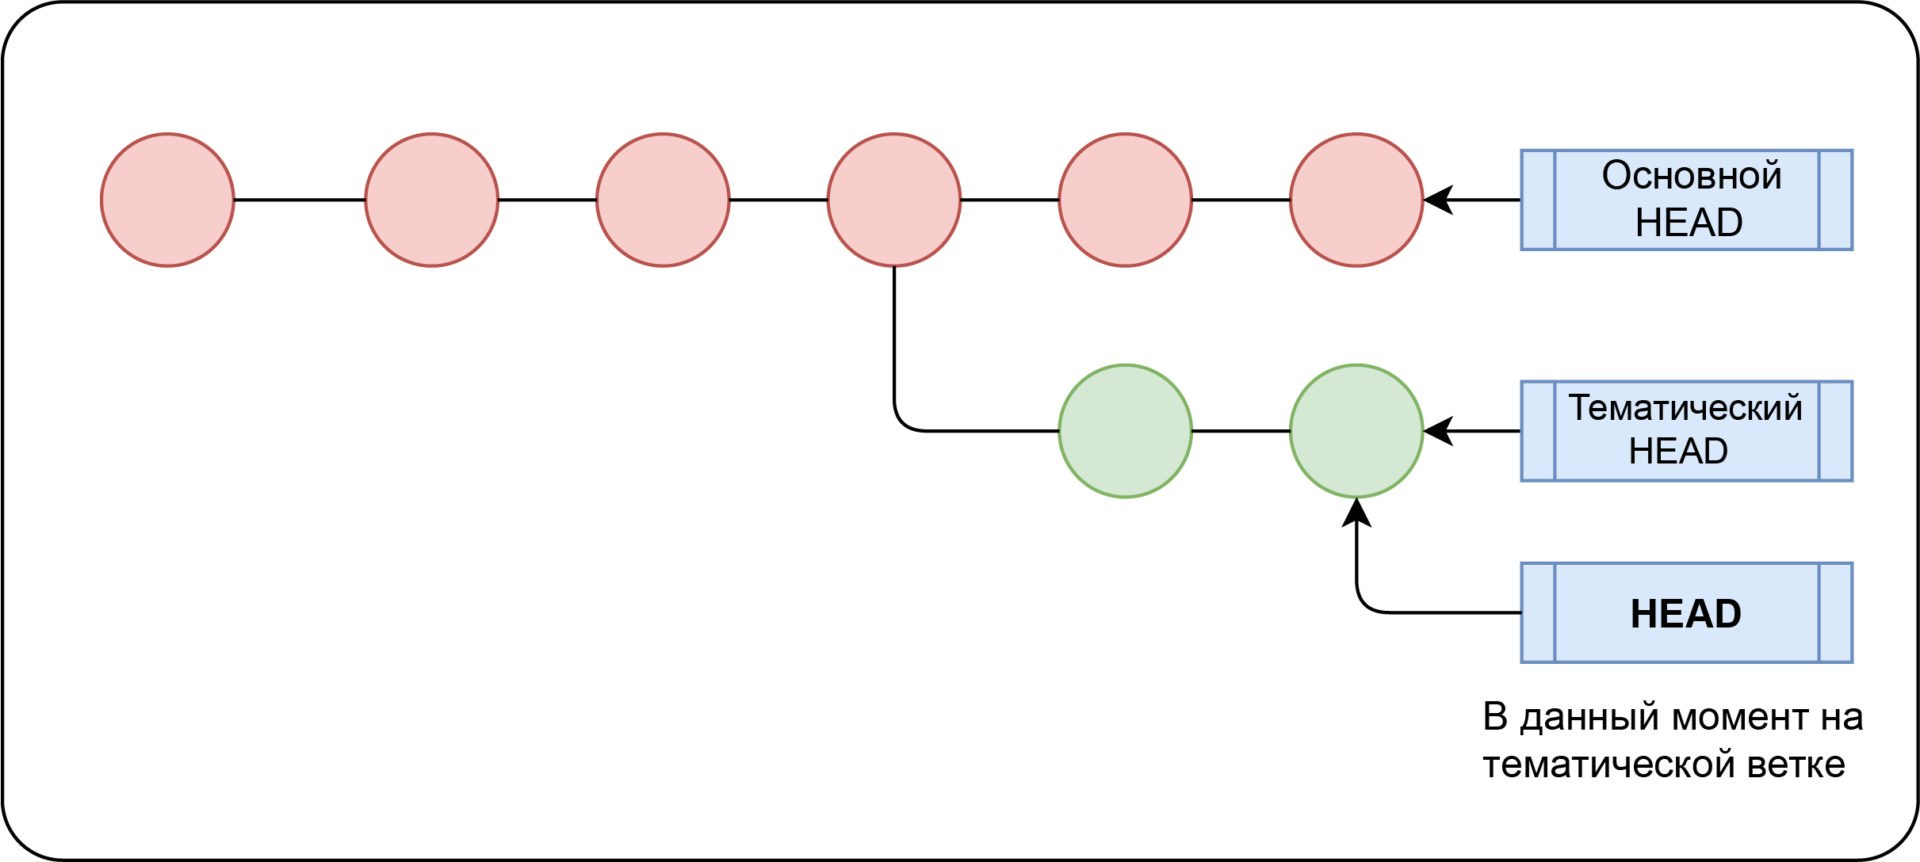 Основной
HEAD
Тематический
HEAD
HEAD
В данный момент на
тематической ветке